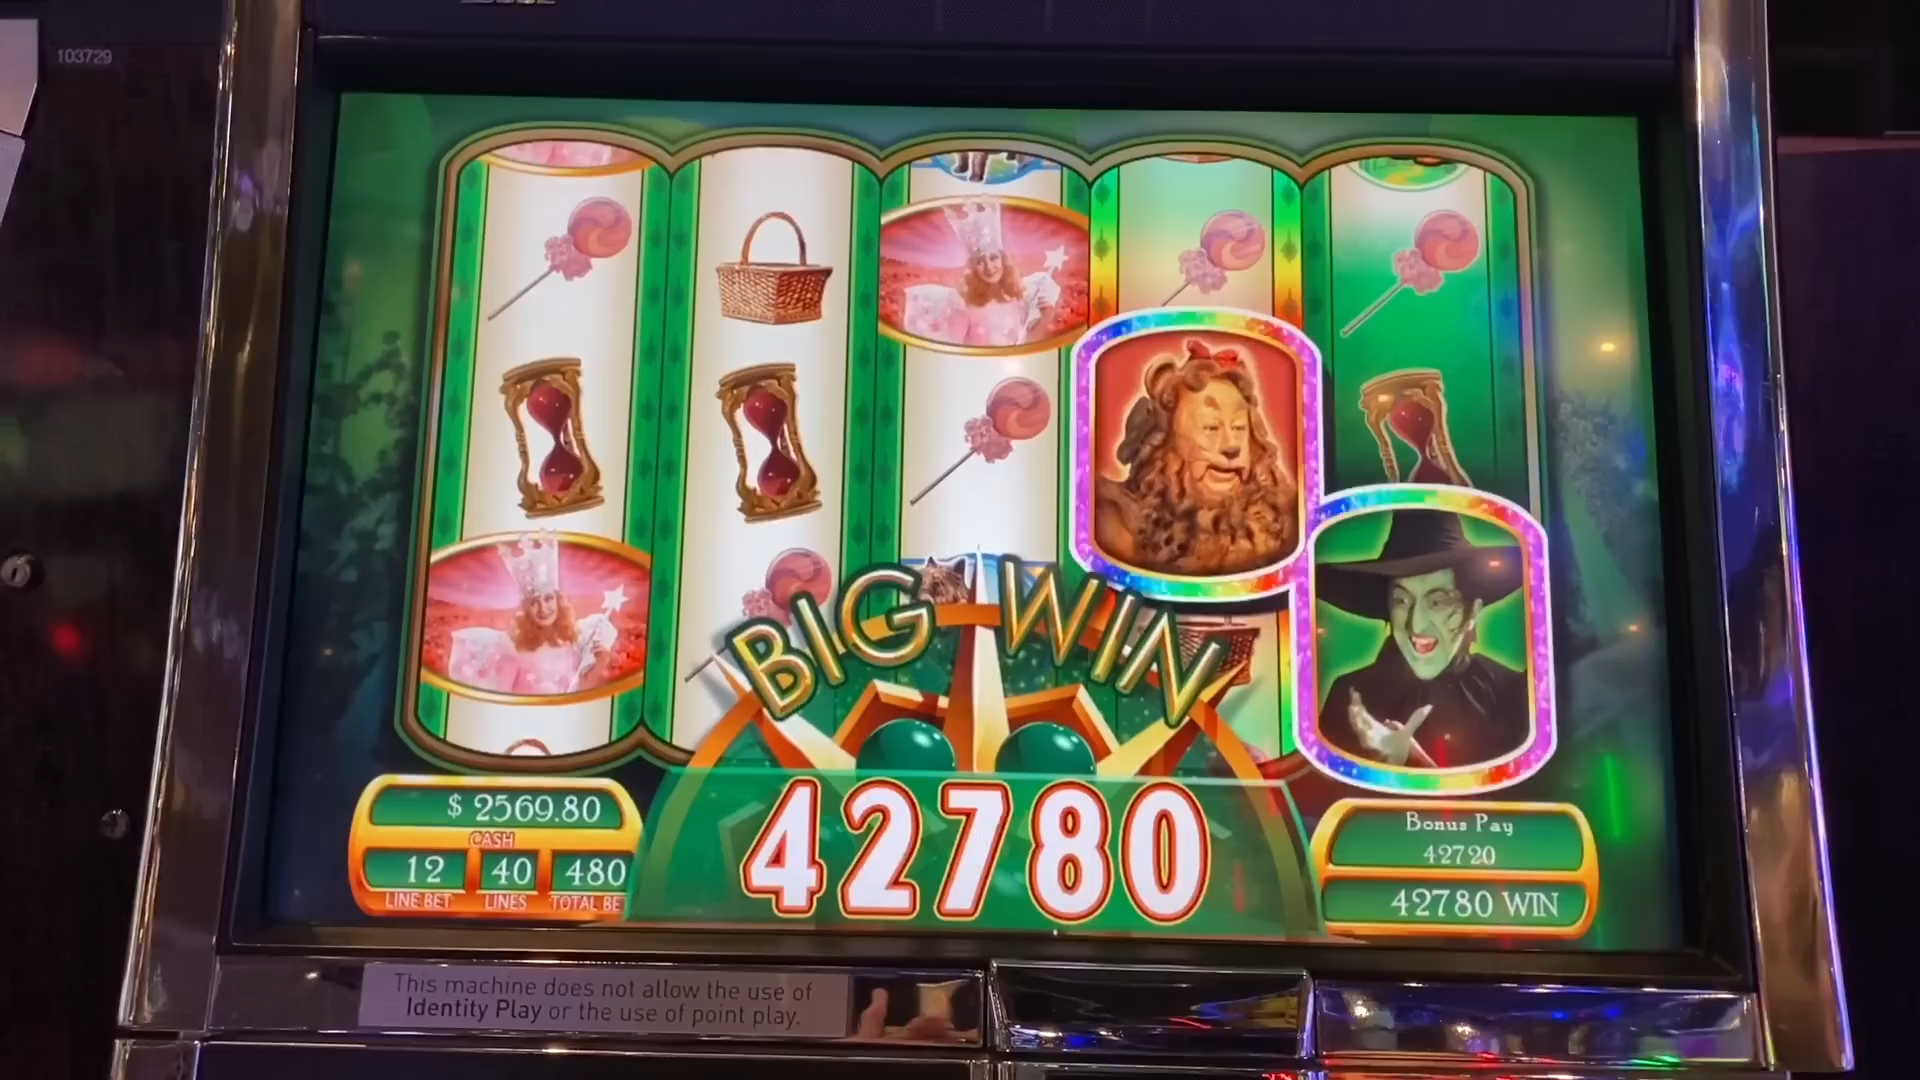 103729
BIG WIN
$ 2569.80
CASH
12 40 480
LINE BET LINES TOTAL BET
42780
Bonus Pay
42720
42780 WIN
This machine does not allow the use of
Identity Play or the use of point play.